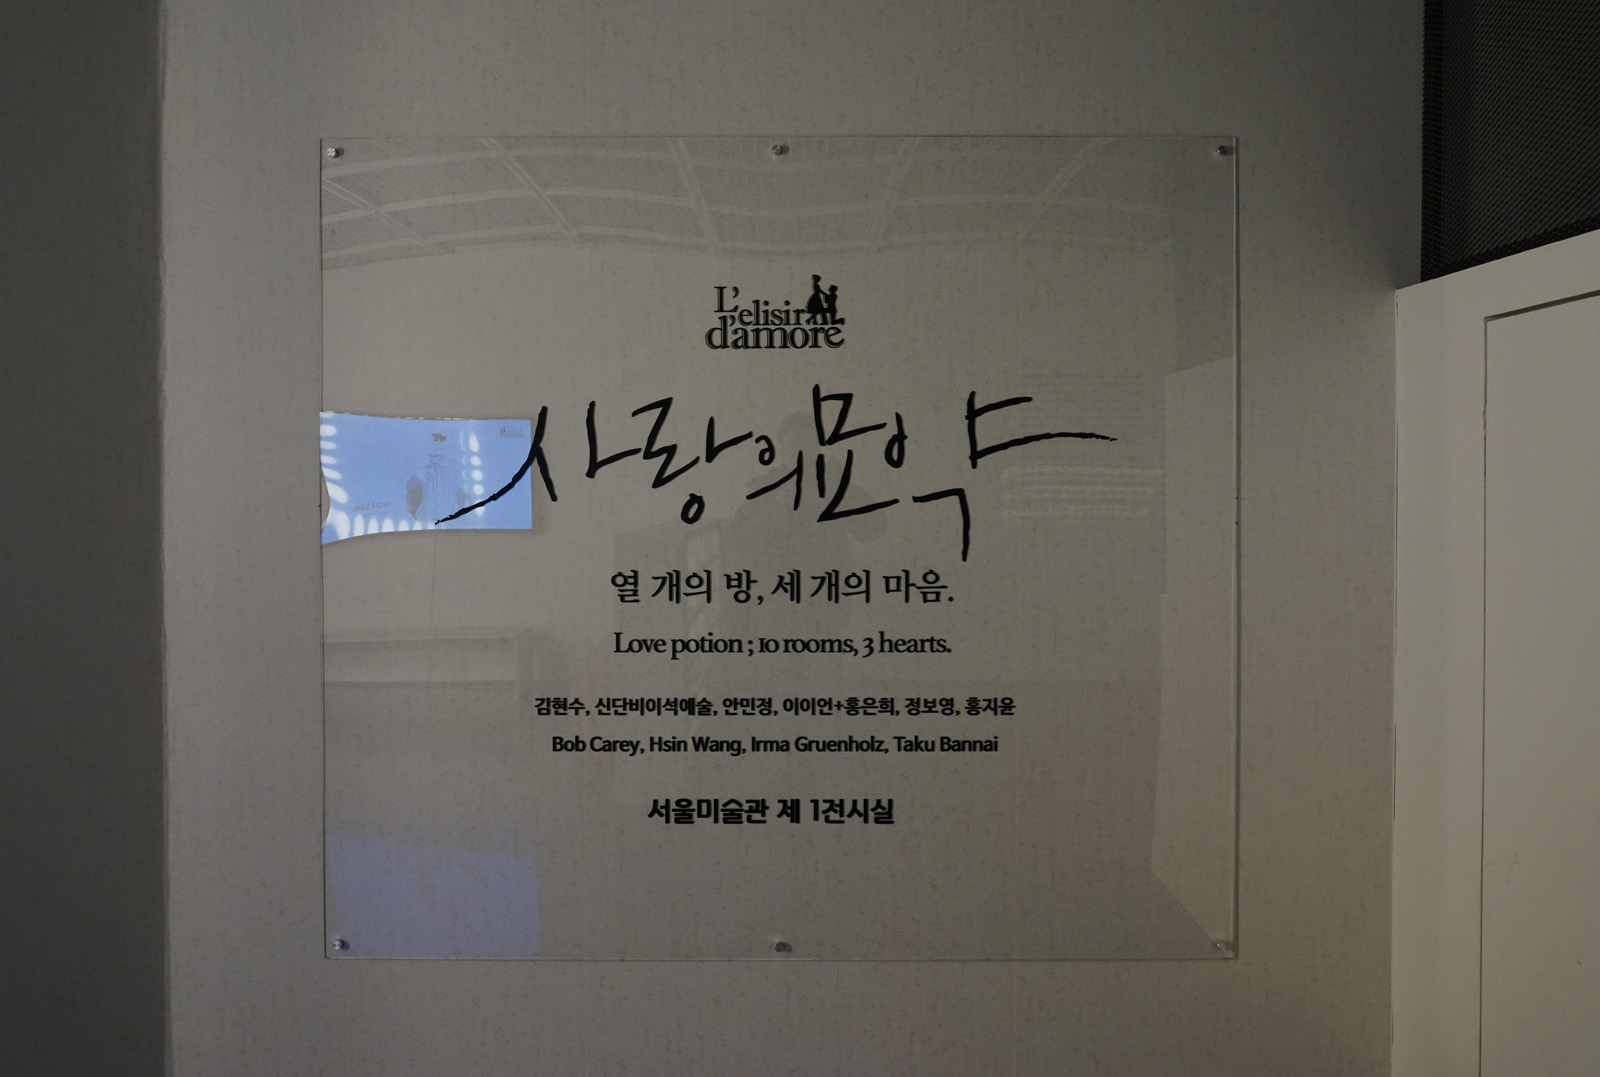 L'elisir
d'amore
사랑의묘약
열 개의 방, 세 개의 마음.
Love potion ; 10 rooms, 3 hearts.
김현수, 신단비이석예술, 안민정, 이이언+홍은희, 정보영, 홍지윤
Bob Carey, Hsin Wang, Irma Gruenholz, Taku Bannai
서울미술관 제 1전시실